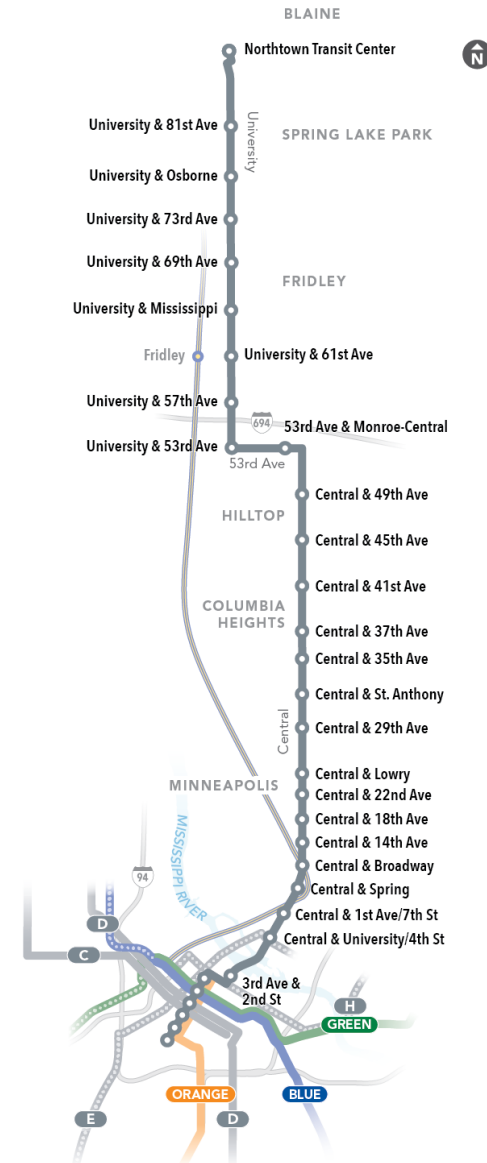 BLAINE
Northtown Transit Center
N
University & 81st Ave
University
SPRING LAKE PARK
University & Osborne
University & 73rd Ave
University & 69th Ave
FRIDLEY
University & Mississippi
Fridley
University & 61st Ave
University & 57th Ave
694
53rd Ave & Monroe-Central
University & 53rd Ave
53rd Ave
Central & 49th Ave
HILLTOP
Central & 45th Ave
Central & 41st Ave
COLUMBIA
HEIGHTS
Central & 37th Ave
Central & 35th Ave
Central & St. Anthony
Central
Central & 29th Ave
Central & Lowry
MINNEAPOLIS
Central & 22nd Ave
Central & 18th Ave
Central & 14th Ave
MISSISSIPPI RIVER
Central & Broadway
94
Central & Spring
Central & 1st Ave/7th St
D
Central & University/4th St
C
3rd Ave &
2nd St
H
GREEN
ORANGE
BLUE
E
D